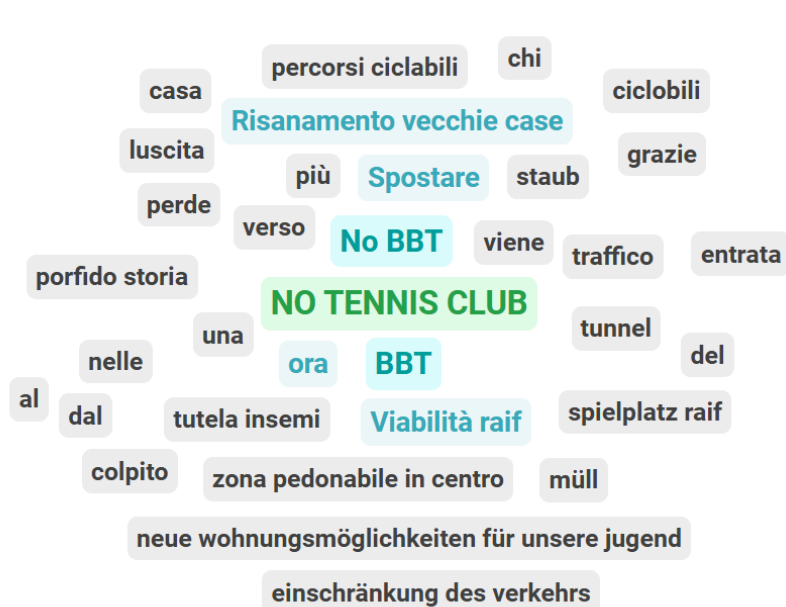 chi
percorsi ciclabili
casa
ciclobili
Risanamento vecchie case
luscita
grazie
più
Spostare
staub
perde
verso
No BBT
viene
traffico
entrata
porfido storia
NO TENNIS CLUB
una
tunnel
nelle
ora
BBT
del
al
dal
tutela insemi
Viabilità raif
spielplatz raif
colpito
zona pedonabile in centro
müll
neue wohnungsmöglichkeiten für unsere jugend
einschränkung des verkehrs